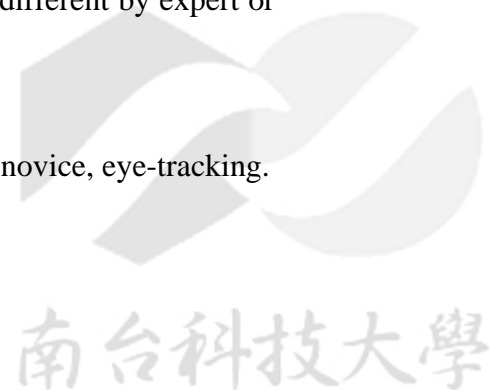 different by expert or
novice, eye-tracking.
南台科技大學